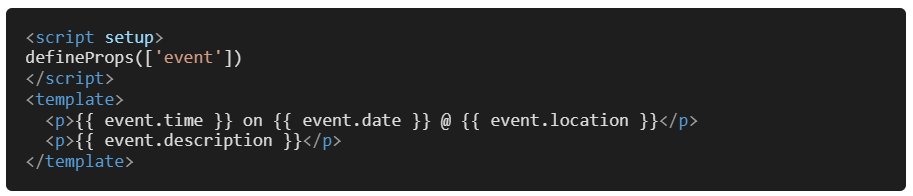 <script setup>
defineProps(['event'])
</script>
<template>
  <p>{{ event.time }} on {{ event.date }} @ {{ event.location }}</p>
  <p>{{ event.description }}</p>
</template>